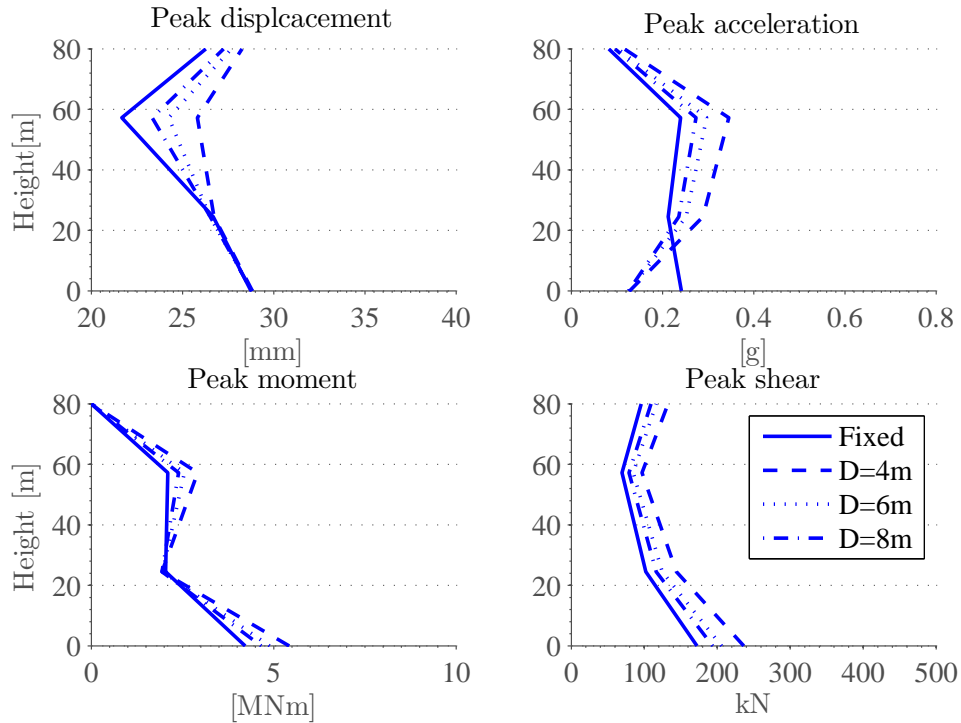 Peak displcacement
80
60
40
20
0
Height[m]
20 25 30 35 40
[mm]
Peak acceleration
80
60
40
20
0
0 0.2 0.4 0.6 0.8
[g]
Peak moment
80
60
40
20
0
Height [m]
0 5 10
[MNm]
Peak shear
80
60
40
20
0
0 100 200 300 400 500
kN
Fixed
D=4m
D=6m
D=8m